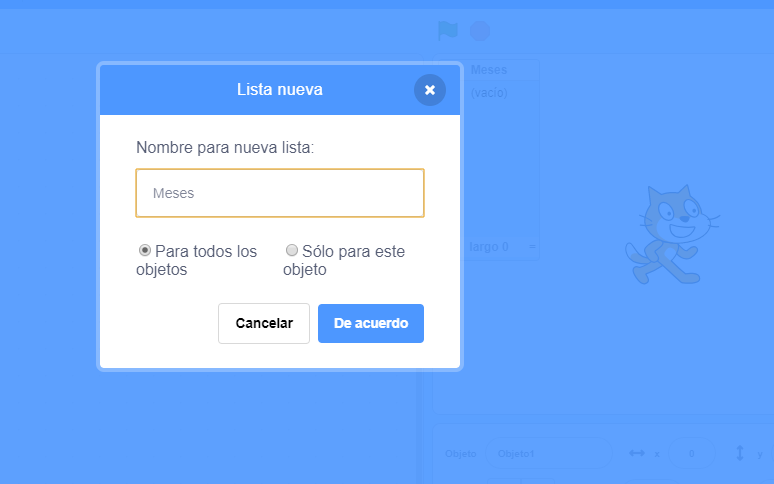 Lista nueva
Nombre para nueva lista:
Meses
Para todos los
objetos
Sólo para este
objeto
Cancelar
De acuerdo
Meses
(vacío)
largo 0
=
Objeto
Objeto1
x
0
y